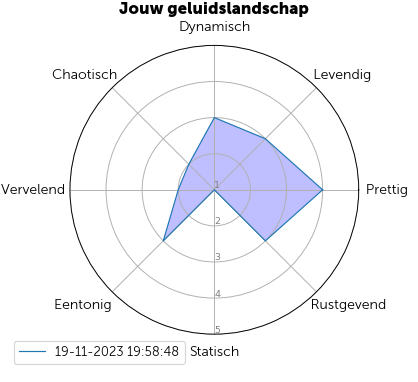 Jouw geluidslandschap
Dynamisch
Chaotisch
Levendig
Vervelend
1
Prettig
2
3
Eentonig
4
Rustgevend
5
19-11-2023 19:58:48
Statisch